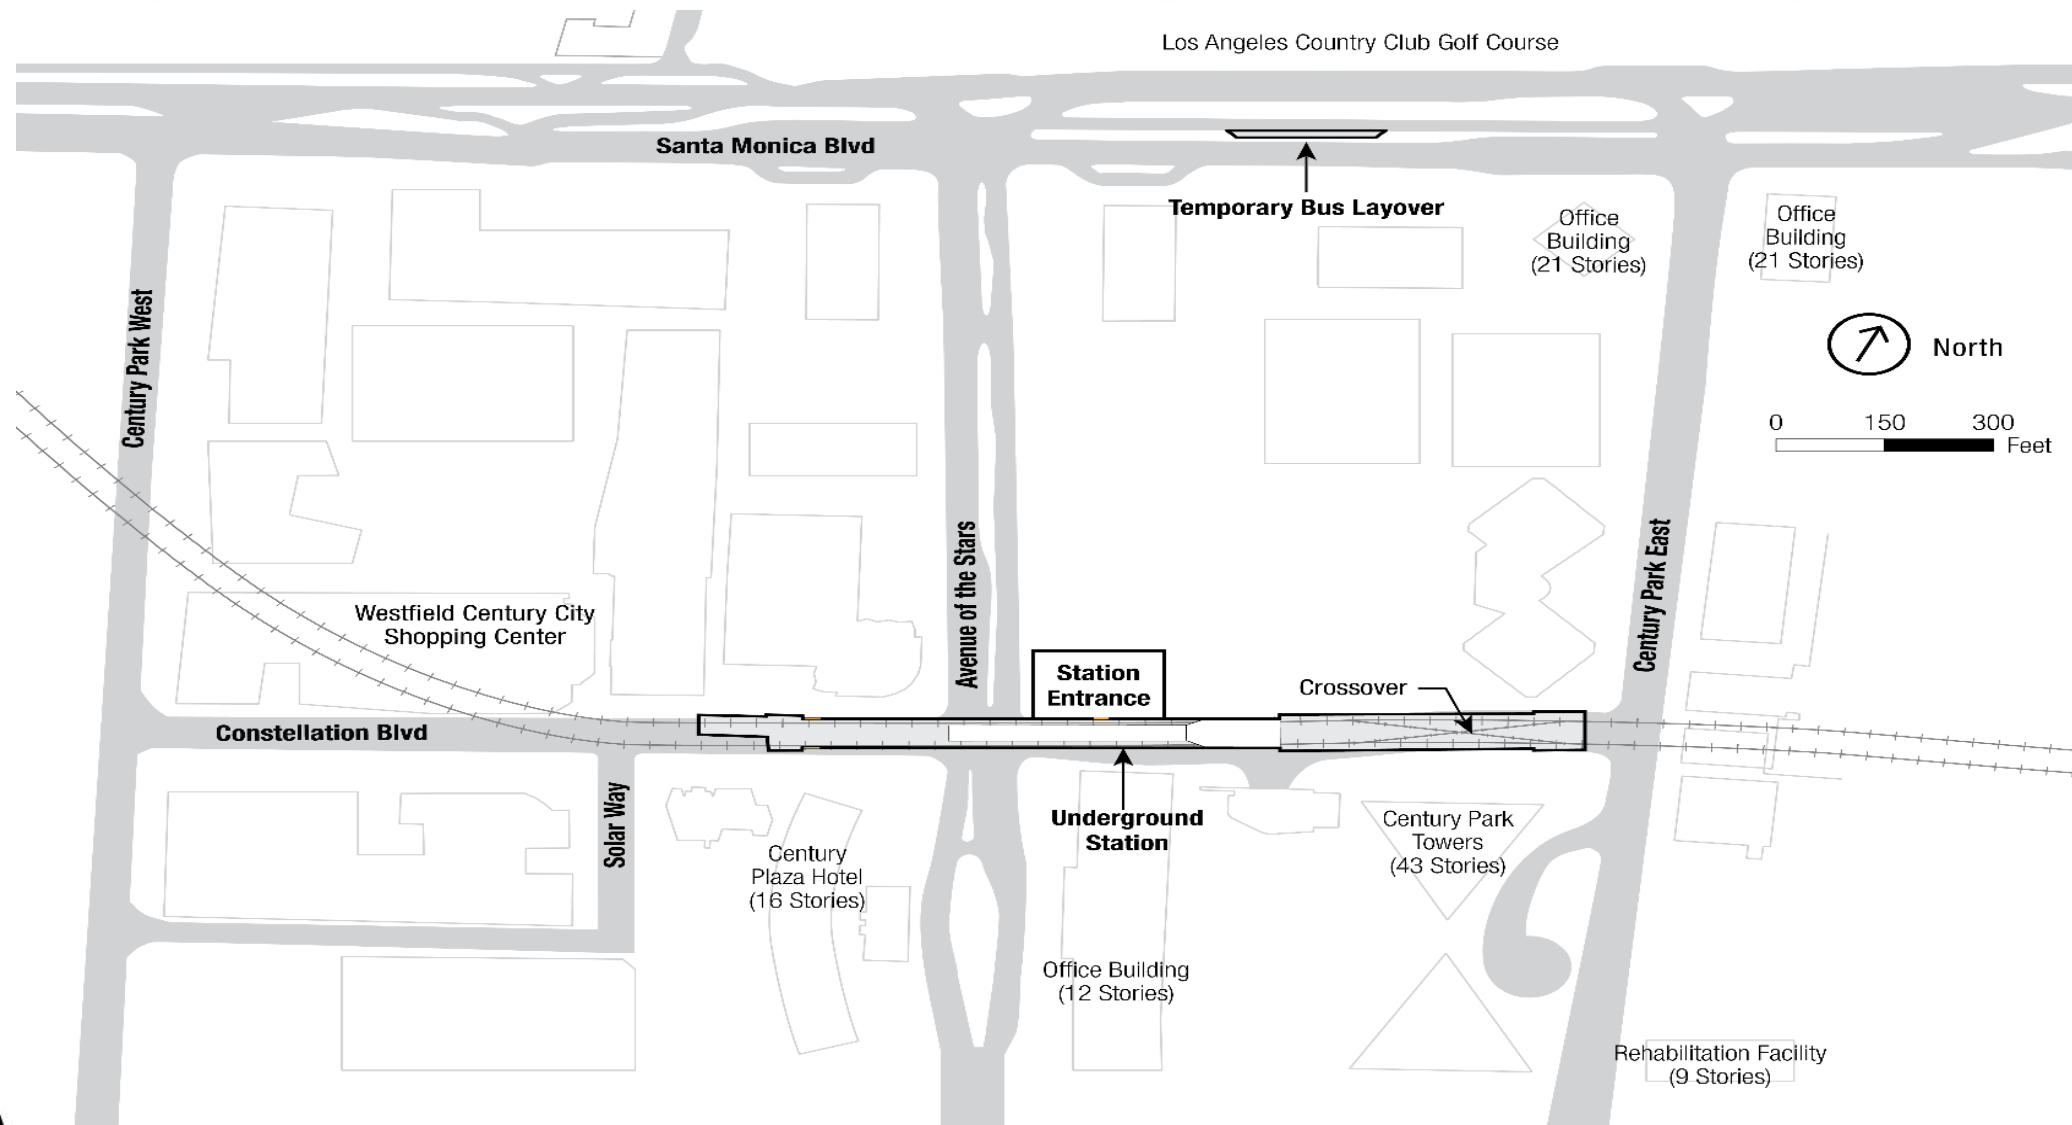 Los Angeles Country Club Golf Course
Santa Monica Blvd
Temporary Bus Layover
Office
Building
(21 Stories)
Office
Building
(21 Stories)
Century Park West
North
0 150 300
Feet
Avenue of the Stars
Century Park East
Westfield Century City
Shopping Center
Station
Entrance
Crossover
Constellation Blvd
Solar Way
Underground
Station
Century Park
Towers
(43 Stories)
Century
Plaza Hotel
(16 Stories)
Office Building
(12 Stories)
Rehabilitation Facility
(9 Stories)